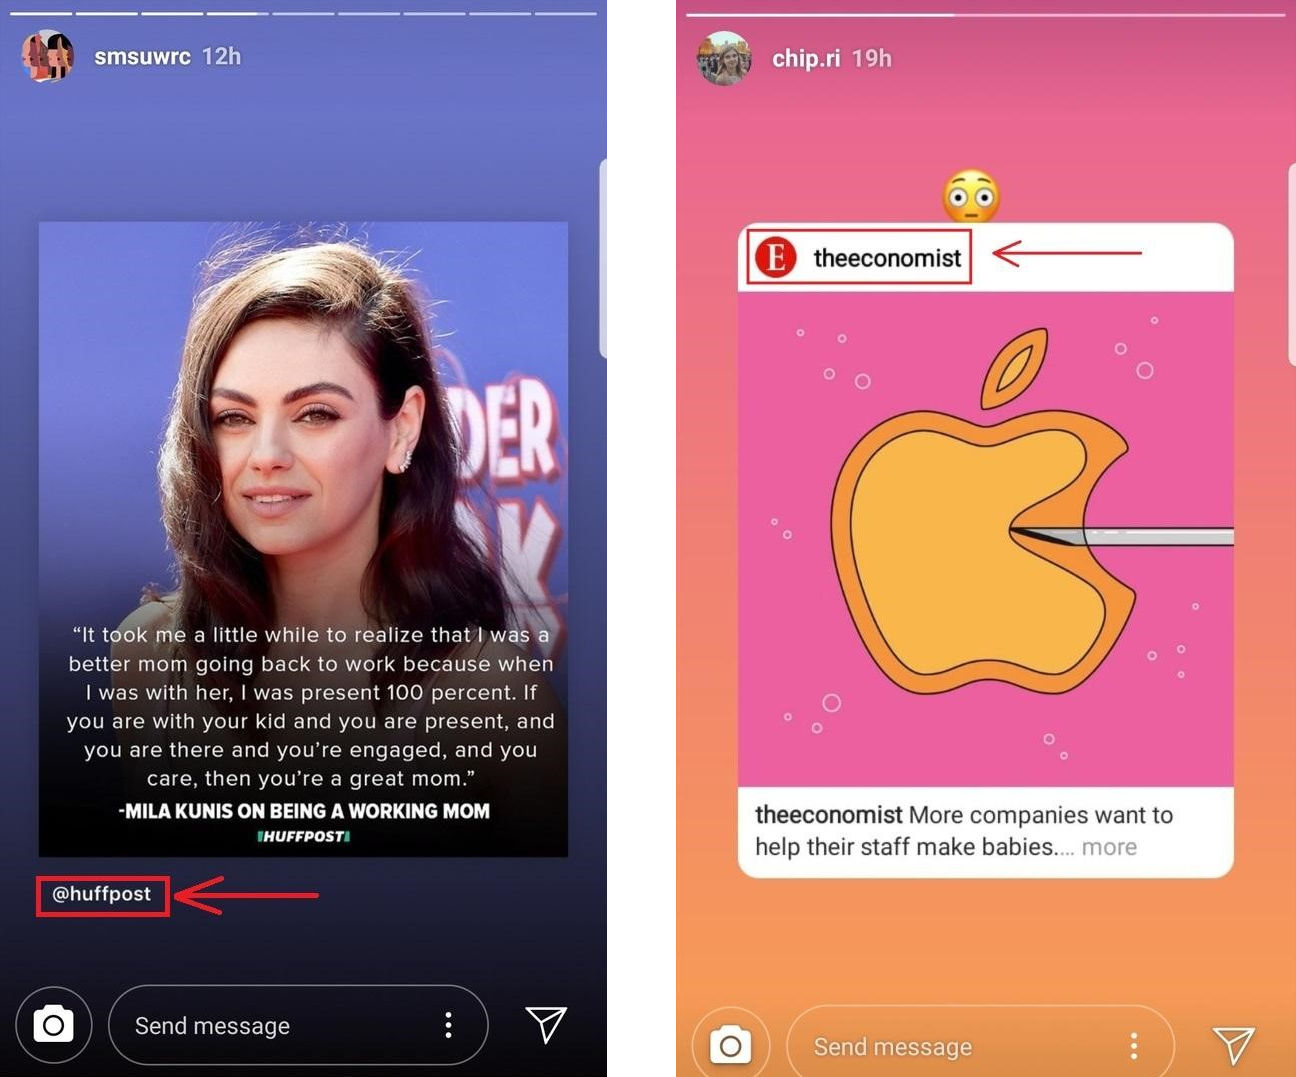 smsuwrc 12h
DER
K
"It took me a little while to realize that I was a
better mom going back to work because when
I was with her, I was present 100 percent. If
you are with your kid and you are present, and
you are there and you're engaged, and you
care, then you're a great mom."
-MILA KUNIS ON BEING A WORKING MOM
HUFFPOST
@huffpost
Send message
chip.ri 19h
E theeconomist
theeconomist More companies want to
help their staff make babies.... more
Send message